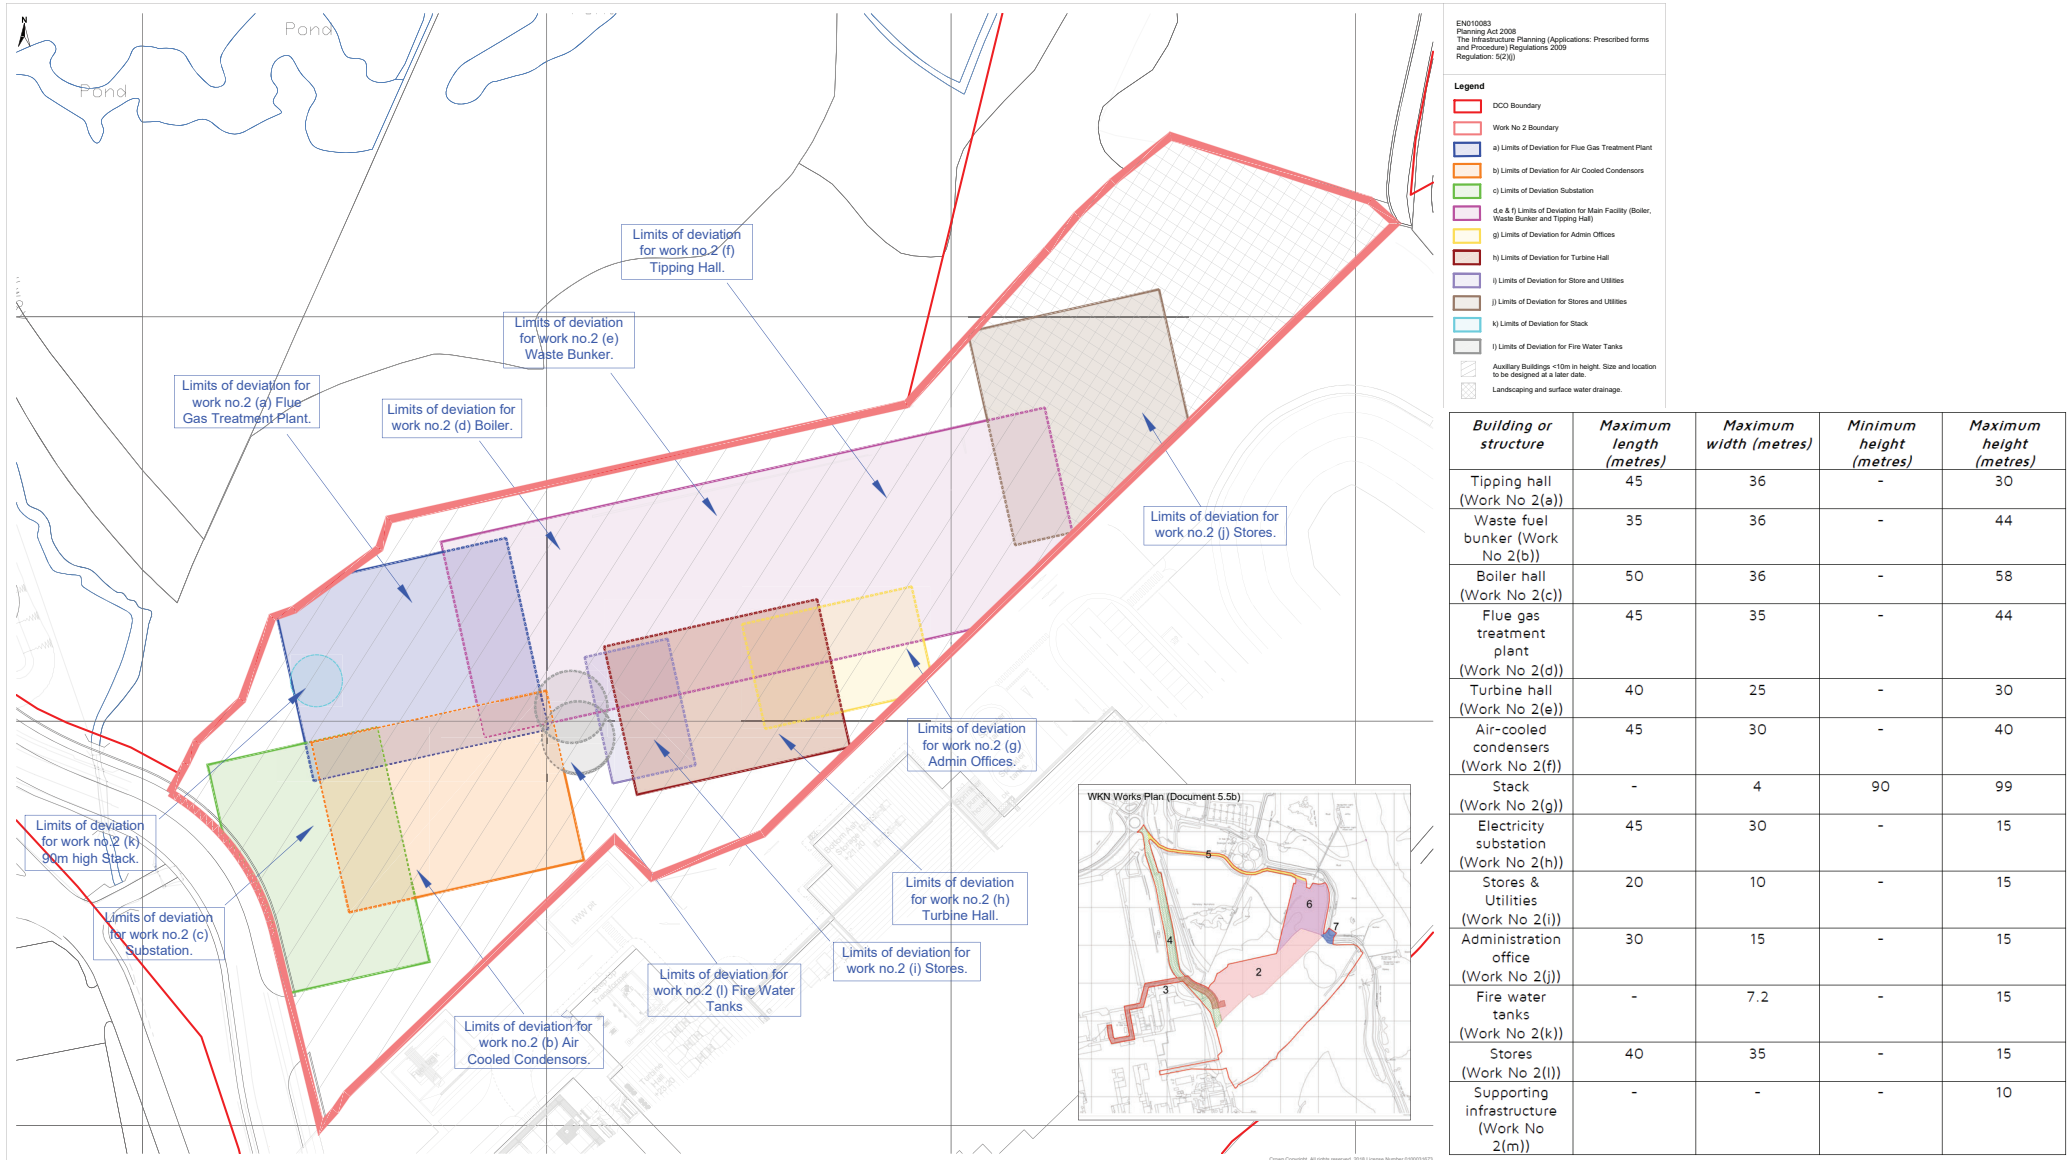 N
Pond
Pond
EN010083
Planning Act 2008
The Infrastructure Planning (Applications: Prescribed forms
and Procedure) Regulations 2009
Regulation: 5(2)(j)
Legend
DCO Boundary
Work No 2 Boundary
a) Limits of Deviation for Flue Gas Treatment Plant
b) Limits of Deviation for Air Cooled Condensors
c) Limits of Deviation Substation
d,e & f) Limits of Deviation for Main Facility (Boiler,
Waste Bunker and Tipping Hall)
g) Limits of Deviation for Admin Offices
h) Limits of Deviation for Turbine Hall
i) Limits of Deviation for Store and Utilities
j) Limits of Deviation for Stores and Utilities
k) Limits of Deviation for Stack
l) Limits of Deviation for Fire Water Tanks
Auxillary Buildings <10m in height. Size and location
to be designed at a later date.
Landscaping and surface water drainage.
Limits of deviation
for work no.2 (f)
Tipping Hall.
Limits of deviation
for work no.2 (e)
Waste Bunker.
Limits of deviation for
work no.2 (a) Flue
Gas Treatment Plant.
Limits of deviation for
work no.2 (d) Boiler.
Limits of deviation for
work no.2 (j) Stores.
Limits of deviation
for work no.2 (g)
Admin Offices.
Limits of deviation
for work no.2 (k)
90m high Stack.
Limits of deviation
for work no.2 (c)
Substation.
Limits of deviation
for work no.2 (h)
Turbine Hall.
Limits of deviation for
work no.2 (i) Stores.
Limits of deviation for
work no.2 (l) Fire Water
Tanks
Limits of deviation for
work no.2 (b) Air
Cooled Condensors.
WKN Works Plan (Document 5.5b)
5
6
7
4
2
3
Building or structure Maximum length (metres) Maximum width (metres) Minimum height (metres) Maximum height (metres)
Tipping hall (Work No 2(a)) 45 36 - 30
Waste fuel bunker (Work No 2(b)) 35 36 - 44
Boiler hall (Work No 2(c)) 50 36 - 58
Flue gas treatment plant (Work No 2(d)) 45 35 - 44
Turbine hall (Work No 2(e)) 40 25 - 30
Air-cooled condensers (Work No 2(f)) 45 30 - 40
Stack (Work No 2(g)) - 4 90 99
Electricity substation (Work No 2(h)) 45 30 - 15
Stores & Utilities (Work No 2(i)) 20 10 - 15
Administration office (Work No 2(j)) 30 15 - 15
Fire water tanks (Work No 2(k)) - 7.2 - 15
Stores (Work No 2(l)) 40 35 - 15
Supporting infrastructure (Work No 2(m)) - - - 10